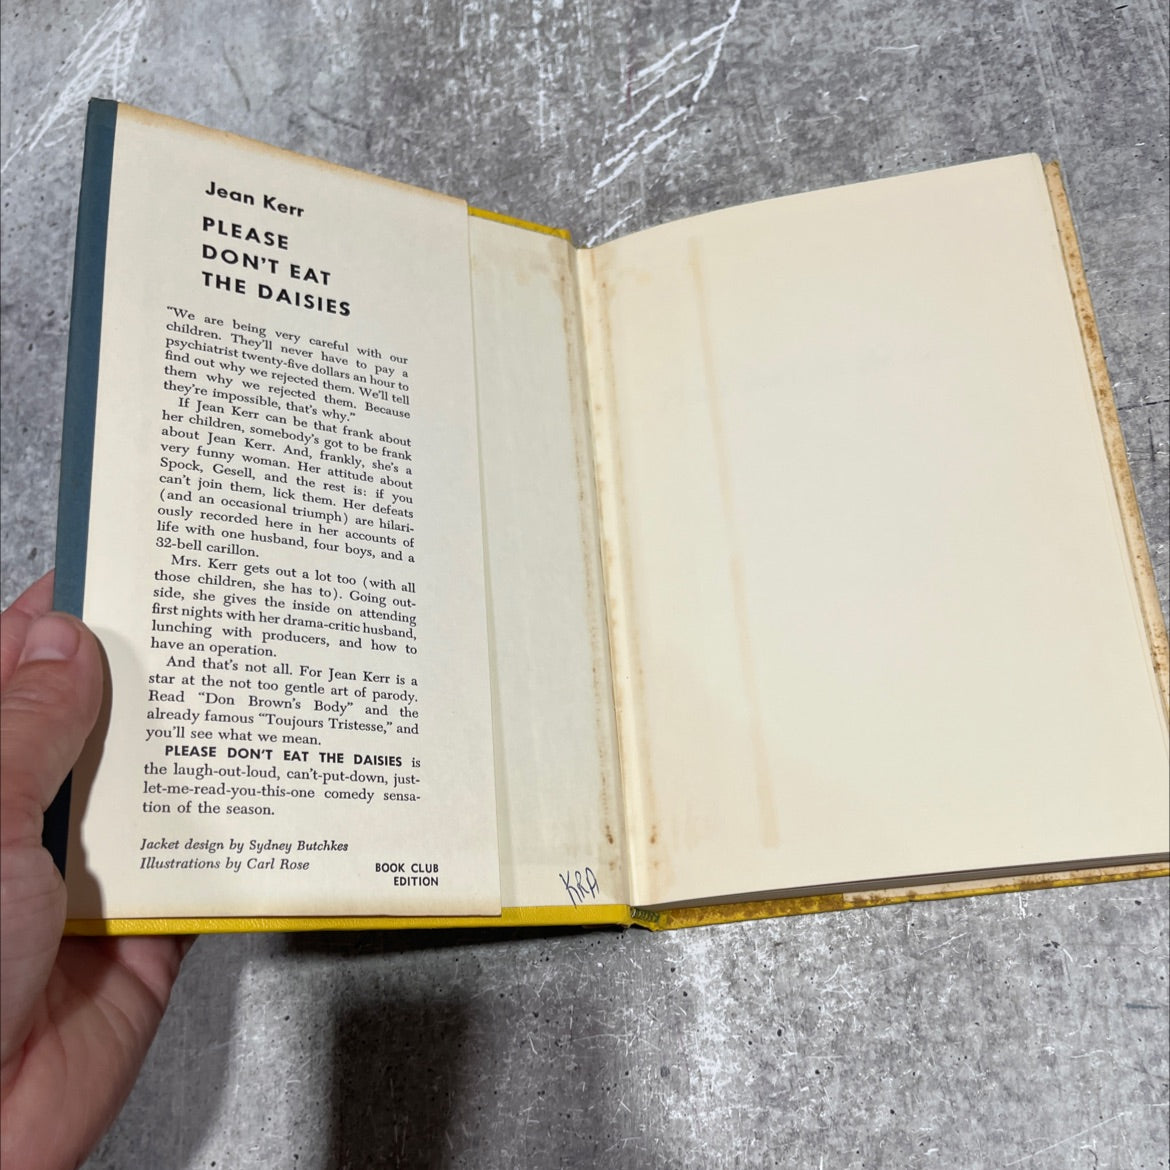 Jean Kerr
PLEASE
DON'T EAT
THE DAISIES
"We are being very careful with our
children. They'll never have to pay a
psychiatrist twenty-five dollars an hour to
find out why we rejected them. We'll tell
them why we rejected them. Because
they're impossible, that's why."
If Jean Kerr can be that frank about
her children, somebody's got to be frank
about Jean Kerr. And, frankly, she's a
very funny woman. Her attitude about
Spock, Gesell, and the rest is: if you
can't join them, lick them. Her defeats
(and an occasional triumph) are hilari-
ously recorded here in her accounts of
life with one husband, four boys, and a
32-bell carillon.
Mrs. Kerr gets out a lot too (with all
those children, she has to). Going out-
side, she gives the inside on attending
first nights with her drama-critic husband,
lunching with producers, and how to
have an operation.
And that's not all. For Jean Kerr is a
star at the not too gentle art of parody.
Read "Don Brown's Body" and the
already famous "Toujours Tristesse," and
you'll see what we mean.
PLEASE DON'T EAT THE DAISIES is
the laugh-out-loud, can't-put-down, just-
let-me-read-you-this-one comedy sensa-
tion of the season.
Jacket design by Sydney Butchkes
Illustrations by Carl Rose
BOOK CLUB
EDITION
KRA